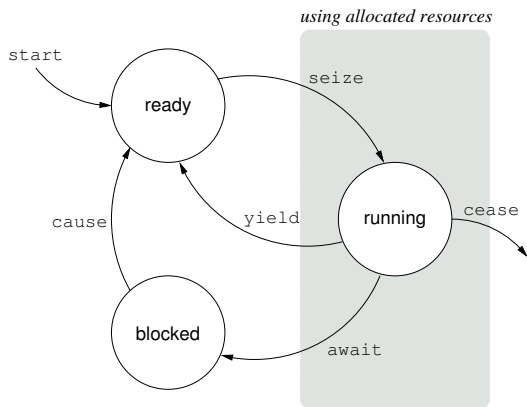 using allocated resources
start
seize
ready
cease
yield
running
cause
blocked
await